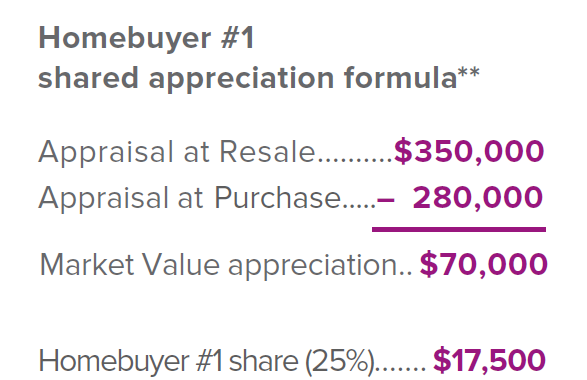 Homebuyer #1
shared appreciation formula**
Appraisal at Resale..........$350,000
Appraisal at Purchase.....– 280,000
Market Value appreciation.. $70,000
Homebuyer #1 share (25%)....... $17,500